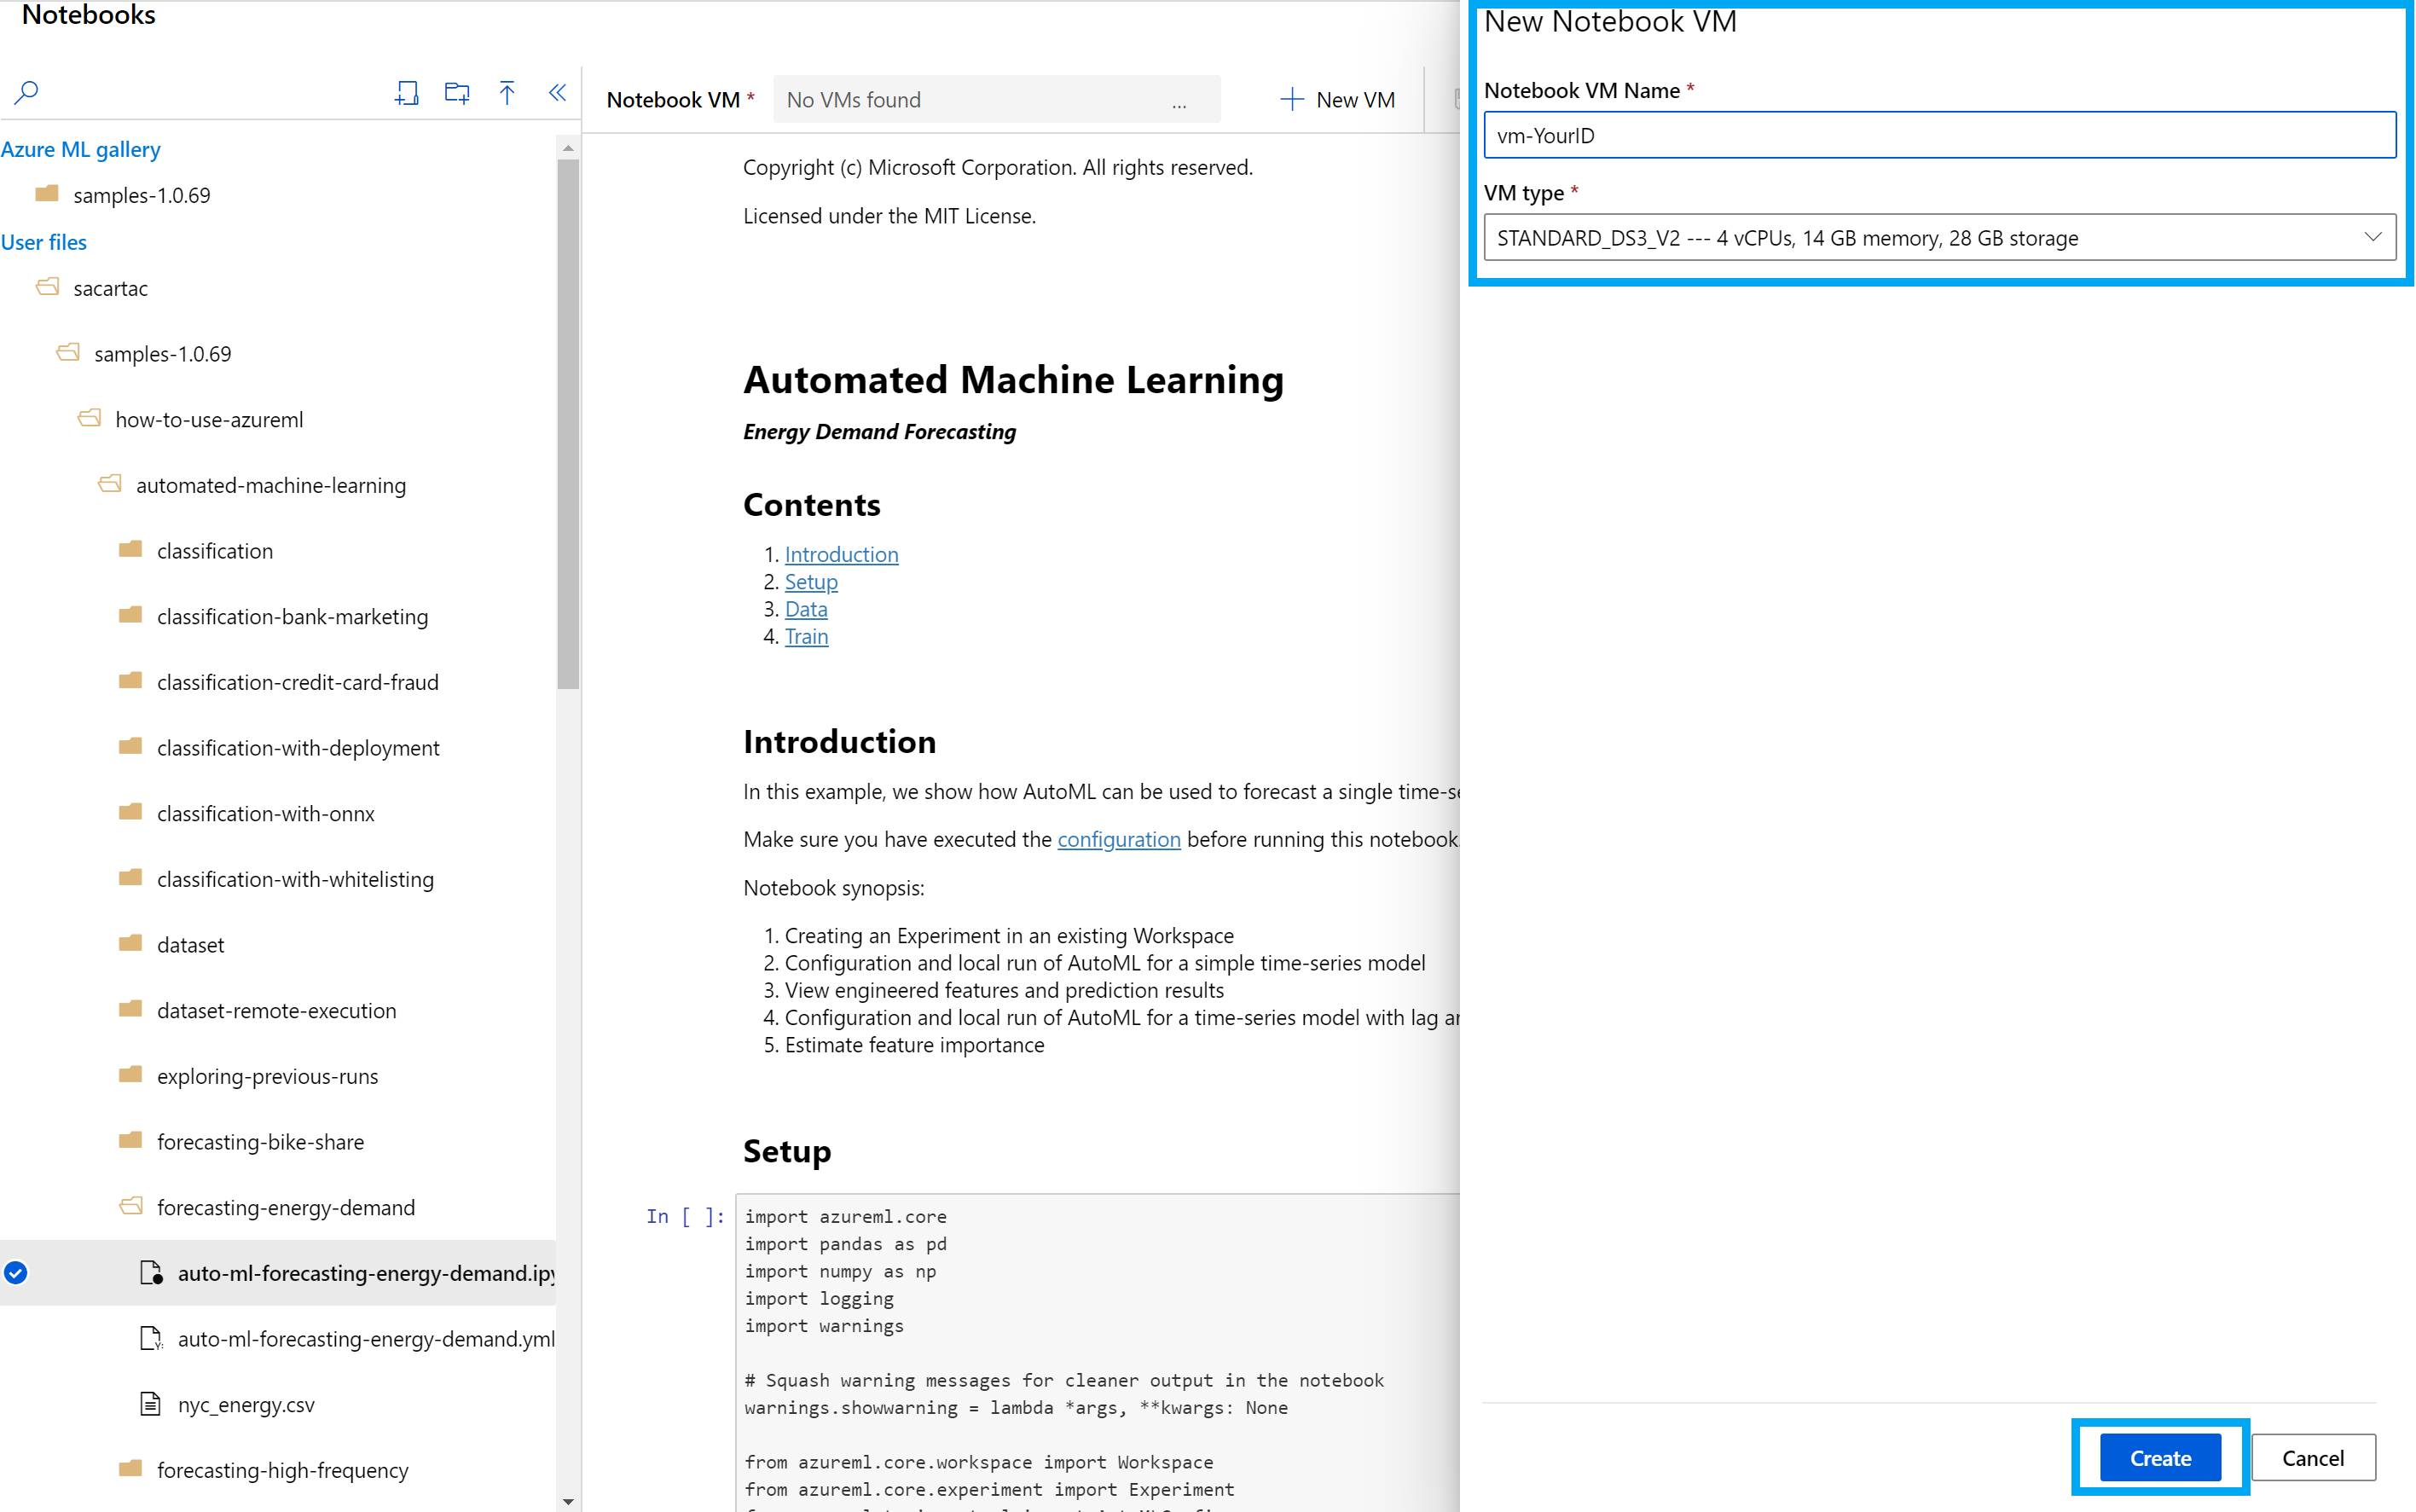 Notebooks
Azure ML gallery
samples-1.0.69
User files
sacartac
samples-1.0.69
how-to-use-azureml
automated-machine-learning
classification
classification-bank-marketing
classification-credit-card-fraud
classification-with-deployment
classification-with-onnx
classification-with-whitelisting
dataset
dataset-remote-execution
exploring-previous-runs
forecasting-bike-share
forecasting-energy-demand
auto-ml-forecasting-energy-demand.ipy
auto-ml-forecasting-energy-demand.yml
nyc_energy.csv
forecasting-high-frequency
Notebook VM * No VMs found ... New VM
Copyright (c) Microsoft Corporation. All rights reserved.
Licensed under the MIT License.
Automated Machine Learning
Energy Demand Forecasting
Contents
1. Introduction
2. Setup
3. Data
4. Train
Introduction
In this example, we show how AutoML can be used to forecast a single time-se
Make sure you have executed the configuration before running this notebook.
Notebook synopsis:
1. Creating an Experiment in an existing Workspace
2. Configuration and local run of AutoML for a simple time-series model
3. View engineered features and prediction results
4. Configuration and local run of AutoML for a time-series model with lag ar
5. Estimate feature importance
Setup
In [ ]:
import azureml.core
import pandas as pd
import numpy as np
import logging
import warnings
# Squash warning messages for cleaner output in the notebook
warnings.showwarning = lambda *args, **kwargs: None
from azureml.core.workspace import Workspace
from azureml.core.experiment import Experiment
New Notebook VM
Notebook VM Name *
vm-YourID
VM type *
STANDARD_DS3_V2 --- 4 vCPUs, 14 GB memory, 28 GB storage
Create
Cancel